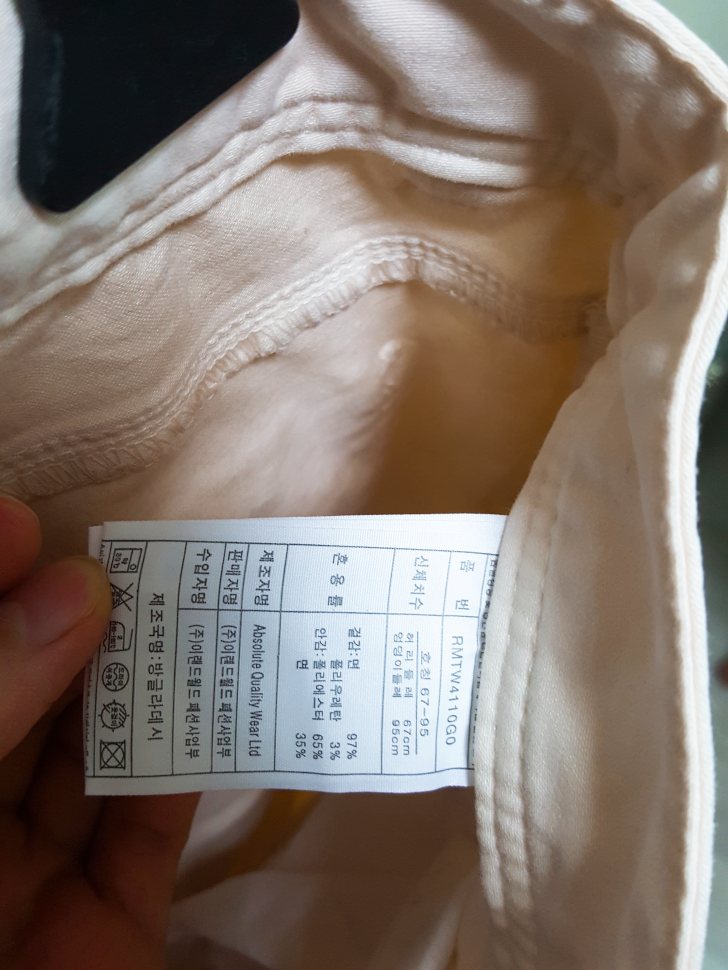 품 번 RMTW4110G0
신체치수 호칭 67-95
허리둘레 67cm
엉덩이둘레 95cm
혼 용 률 겉감: 면 97%
폴리우레탄 3%
안감: 폴리에스터 65%
면 35%
제조자명 Absolute Quality Wear Ltd
판매자명 (주)이랜드월드 패션사업부
수입자명 (주)이랜드월드 패션사업부
제조국명: 방글라데시